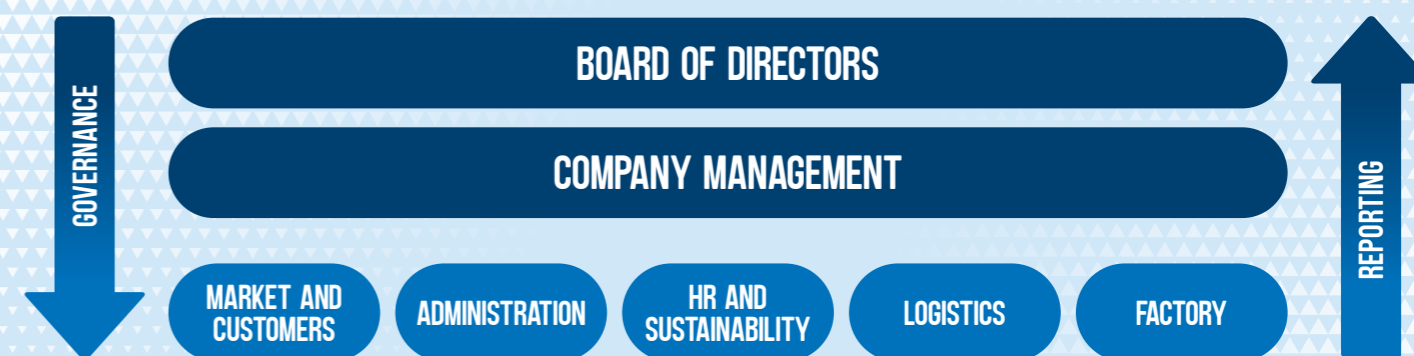 GOVERNANCE
BOARD OF DIRECTORS
COMPANY MANAGEMENT
REPORTING
MARKET AND
CUSTOMERS
ADMINISTRATION
HR AND
SUSTAINABILITY
LOGISTICS
FACTORY